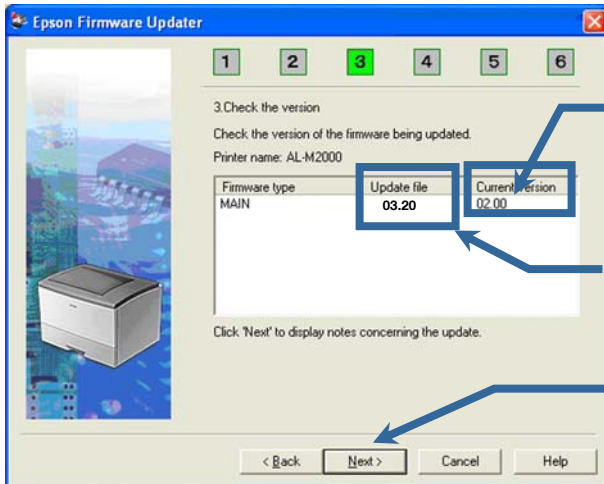 Epson Firmware Updater
1 2 3 4 5 6
3.Check the version
Check the version of the firmware being updated.
Printer name: AL-M2000
Firmware type Update file Current version
MAIN 03.20 02.00
Click 'Next' to display notes concerning the update.
< Back Next > Cancel Help